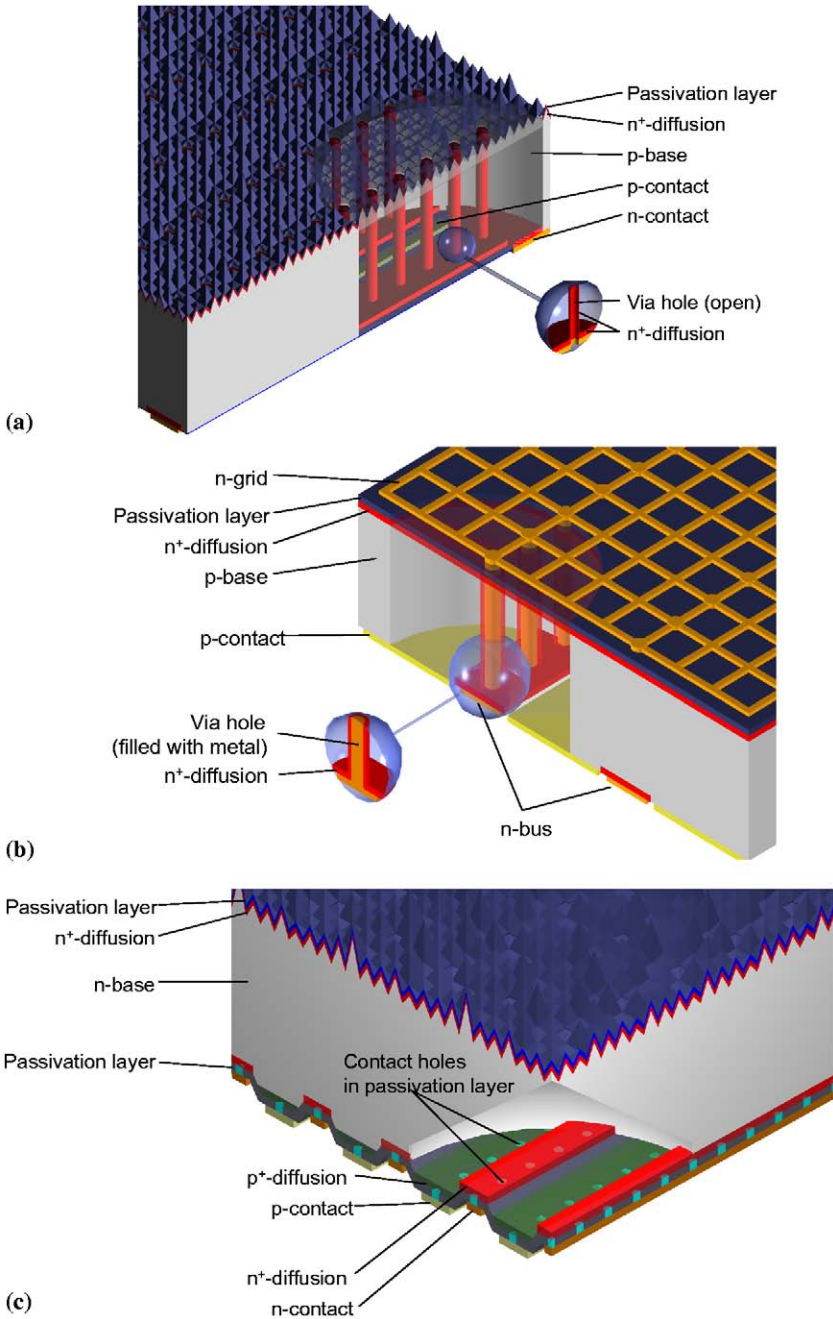 Passivation layer
n⁺-diffusion
p-base
p-contact
n-contact
Via hole (open)
n⁺-diffusion
(a)
n-grid
Passivation layer
n⁺-diffusion
p-base
p-contact
Via hole
(filled with metal)
n⁺-diffusion
n-bus
(b)
Passivation layer
n⁺-diffusion
n-base
Passivation layer
Contact holes
in passivation layer
p⁺-diffusion
p-contact
n⁺-diffusion
n-contact
(c)